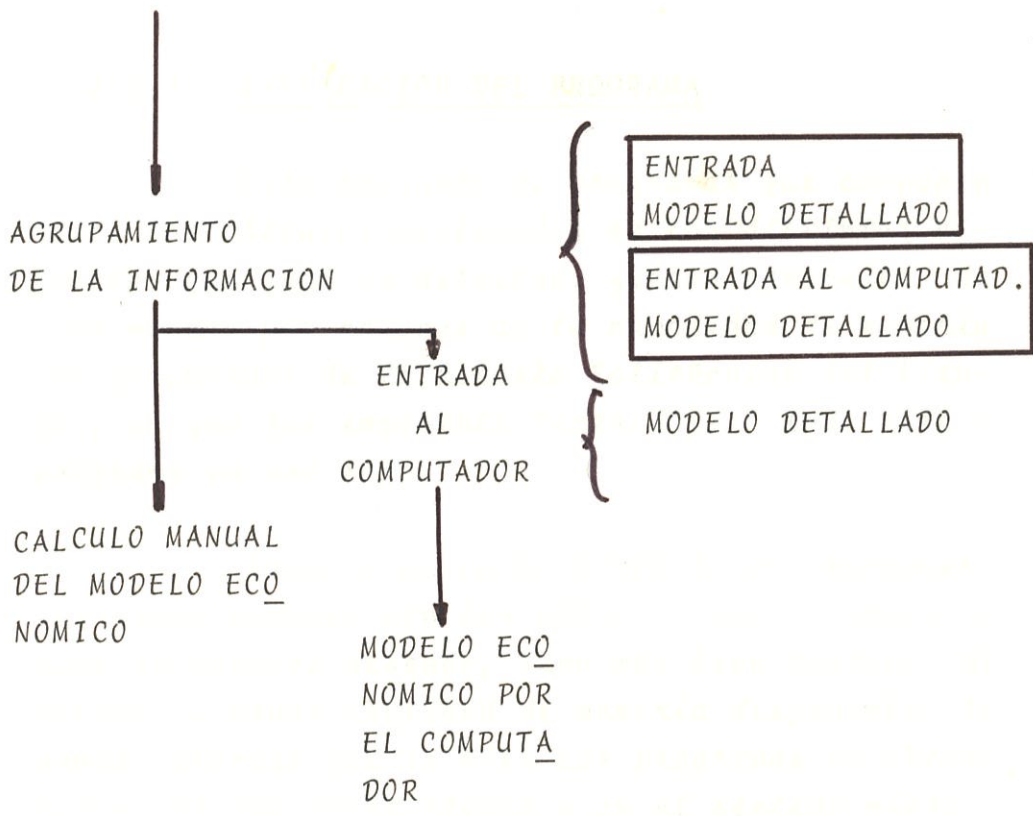 AGRUPAMIENTO
DE LA INFORMACION
ENTRADA
MODELO DETALLADO
ENTRADA AL COMPUTAD.
MODELO DETALLADO
ENTRADA
AL
COMPUTADOR
MODELO DETALLADO
CALCULO MANUAL
DEL MODELO ECO
NOMICO
MODELO ECO
NOMICO POR
EL COMPUTA
DOR